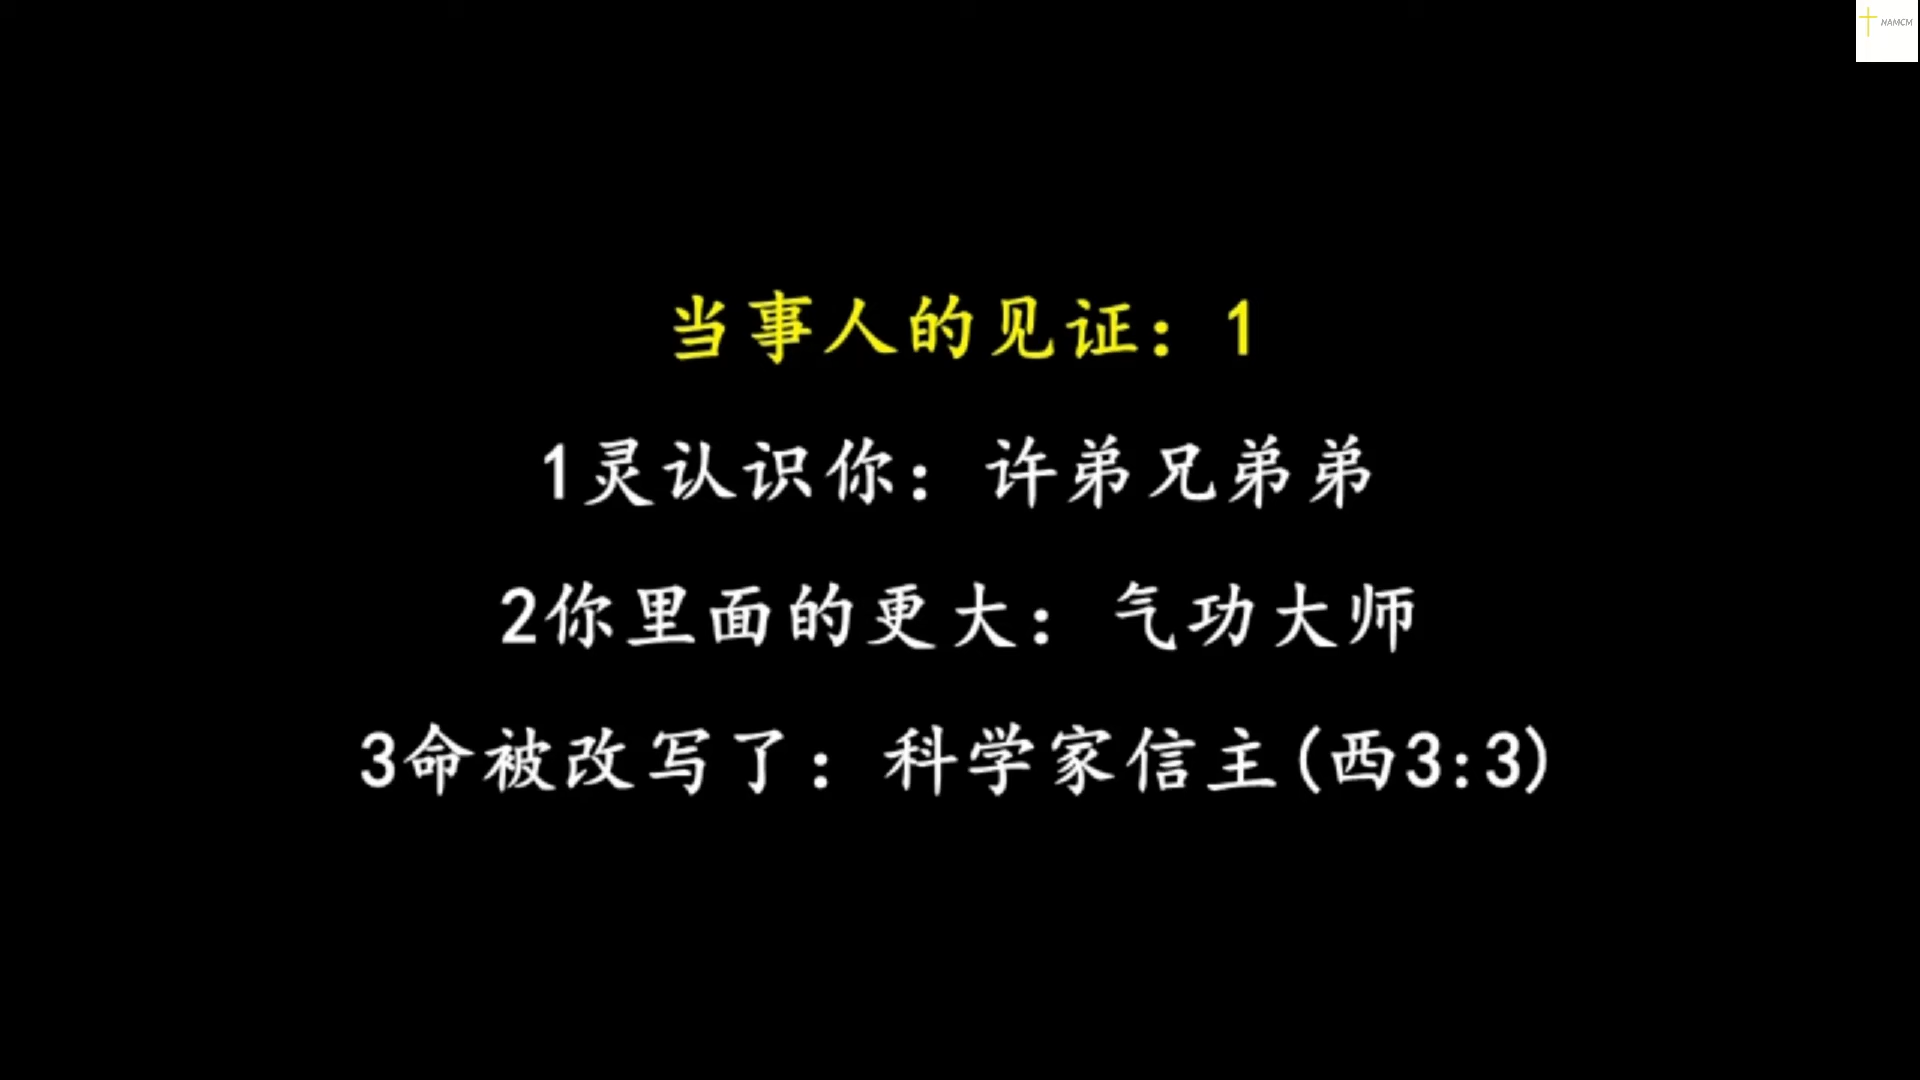 NAMCM
当事人的见证：1
1灵认识你：许弟兄弟弟
2你里面的更大：气功大师
3命被改写了：科学家信主(西3:3)